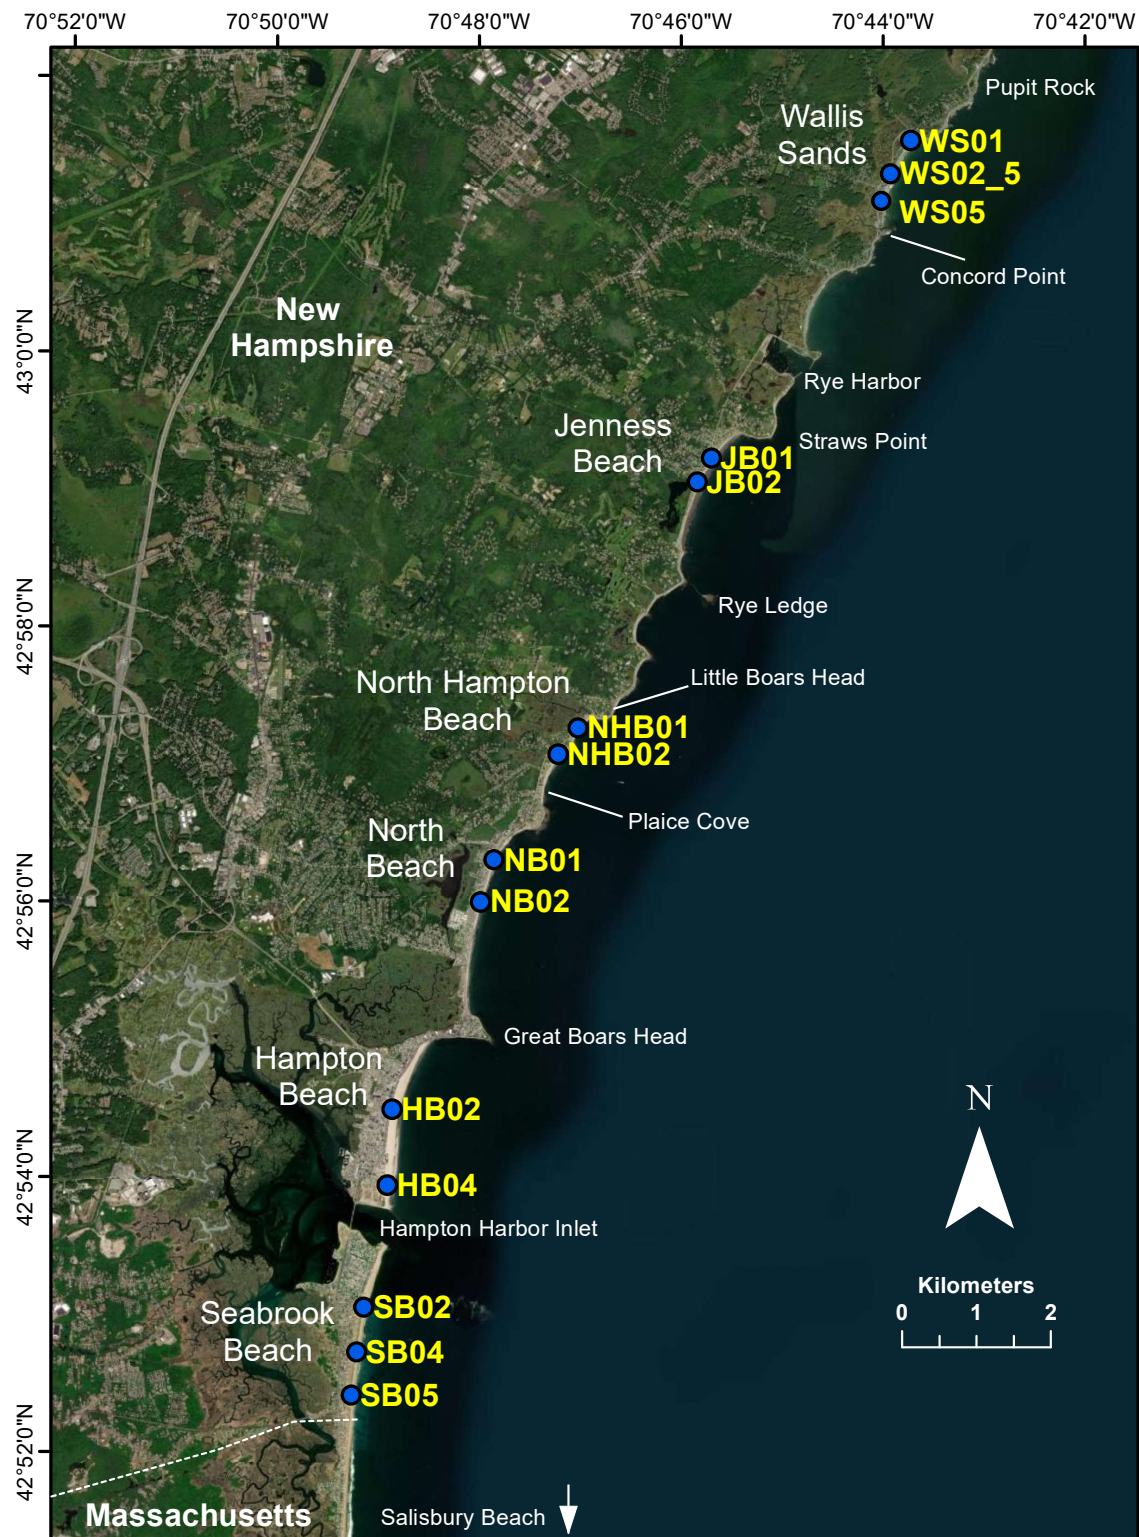 70°52'0"W 70°50'0"W 70°48'0"W 70°46'0"W 70°44'0"W 70°42'0"W
Pupit Rock
Wallis
Sands
WS01
WS02_5
WS05
Concord Point
New
Hampshire
43°0'0"N
Rye Harbor
Jenness
Beach
Straws Point
JB01
JB02
42°58'0"N
Rye Ledge
Little Boars Head
North Hampton
Beach
NHB01
NHB02
Plaice Cove
North
Beach
NB01
NB02
42°56'0"N
Great Boars Head
Hampton
Beach
HB02
N
42°54'0"N
HB04
Hampton Harbor Inlet
Kilometers
0 1 2
Seabrook
Beach
SB02
SB04
SB05
42°52'0"N
Massachusetts
Salisbury Beach